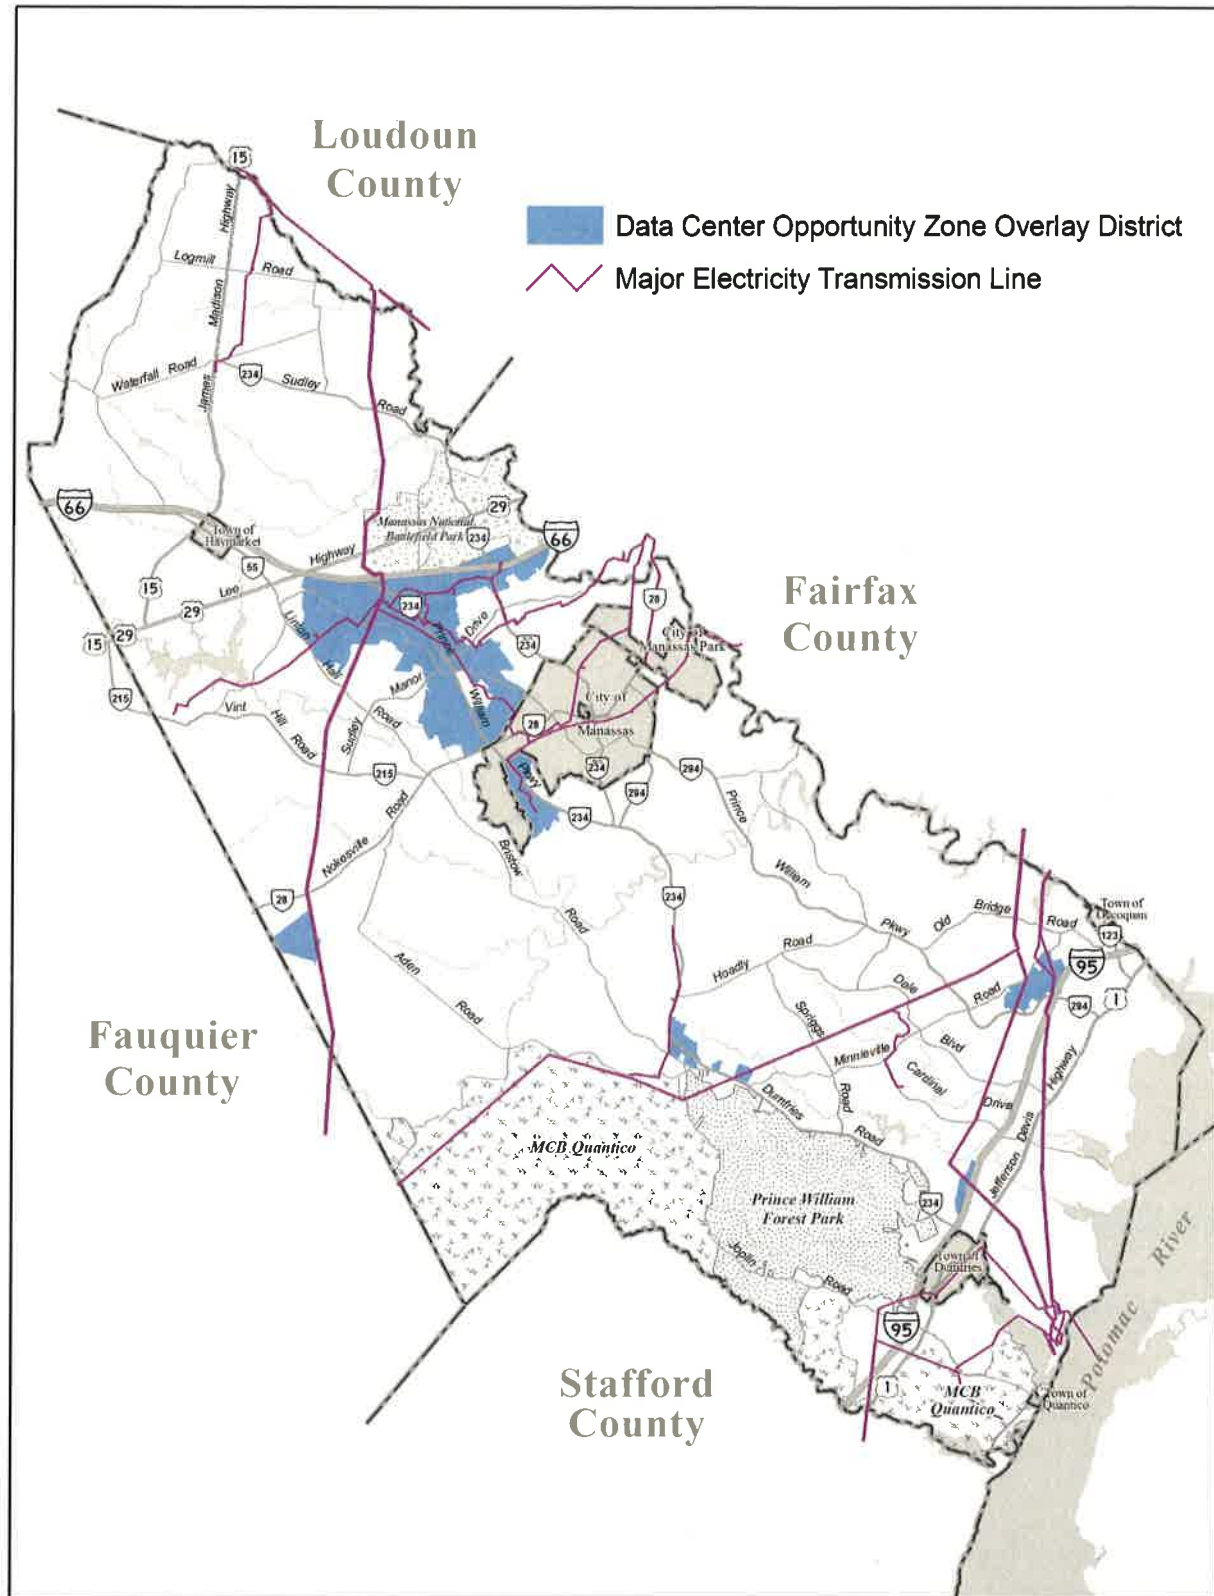 Loudoun
County
Data Center Opportunity Zone Overlay District
Major Electricity Transmission Line
15
Highway
Madison
James
Logmill Road
Waterfall Road
234
Sudley
Road
66
Town of
Haymarket
55
Manassas National
Battlefield Park
29
234
66
Lee Highway
15
29
15
29
215
Linton
Hall
Road
234
Prince
William
Pkwy
Drive
234
28
City of
Manassas Park
Fairfax
County
City of
Manassas
28
234
Vint
Hill
Road
Sudley
Manor
215
Nokesville Road
28
Bristow
Road
234
294
294
Prince
William
Pkwy
234
Aden
Road
Hoadly Road
Old
Bridge
Road
Town of
Occoquan
123
95
1
294
Dale
Blvd
Spriggs
Road
Minnieville
Road
Cardinal
Drive
Jefferson Davis Highway
Dumfries
Road
Fauquier
County
MCB Quantico
Prince William
Forest Park
234
Joplin
Road
Town of
Dumfries
95
1
MCB
Quantico
Town of
Quantico
Potomac River
Stafford
County